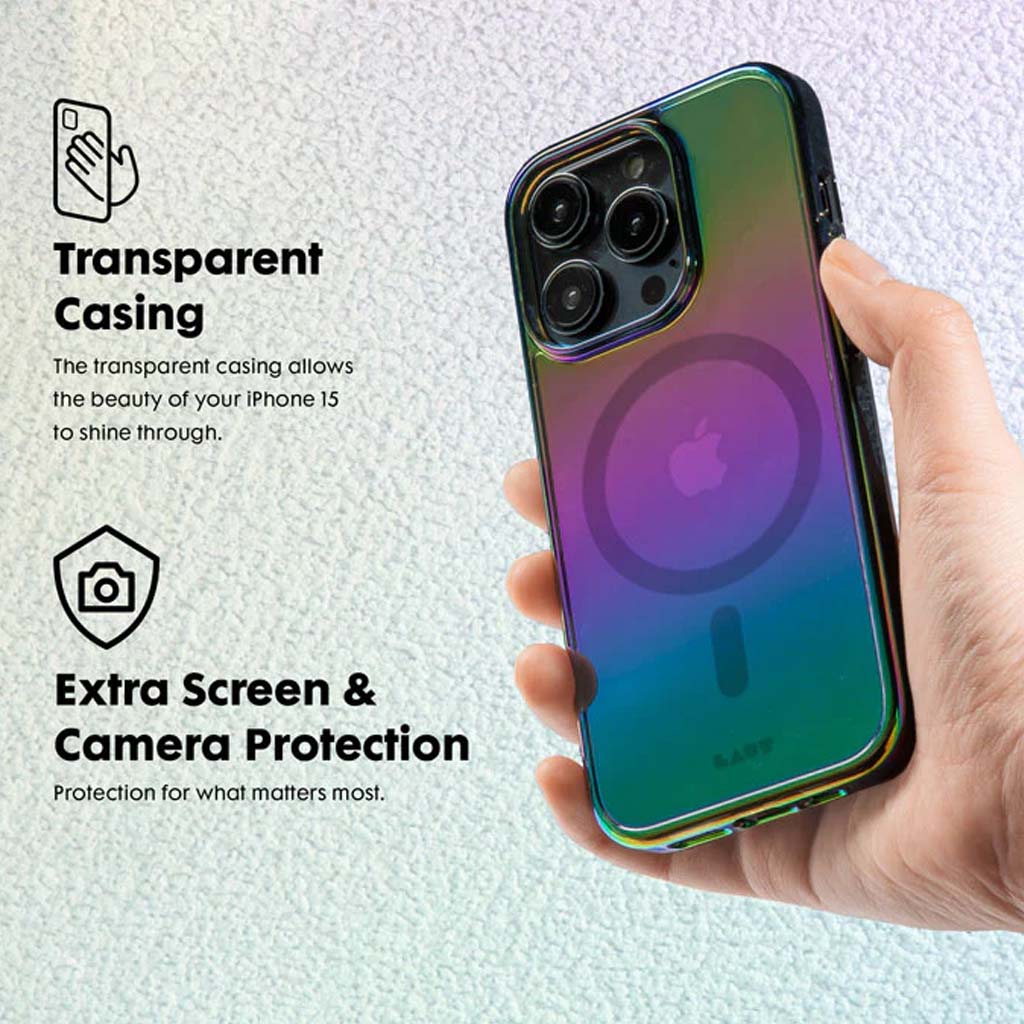 Transparent
Casing
The transparent casing allows
the beauty of your iPhone 15
to shine through.
Extra Screen &
Camera Protection
Protection for what matters most.
LAUT